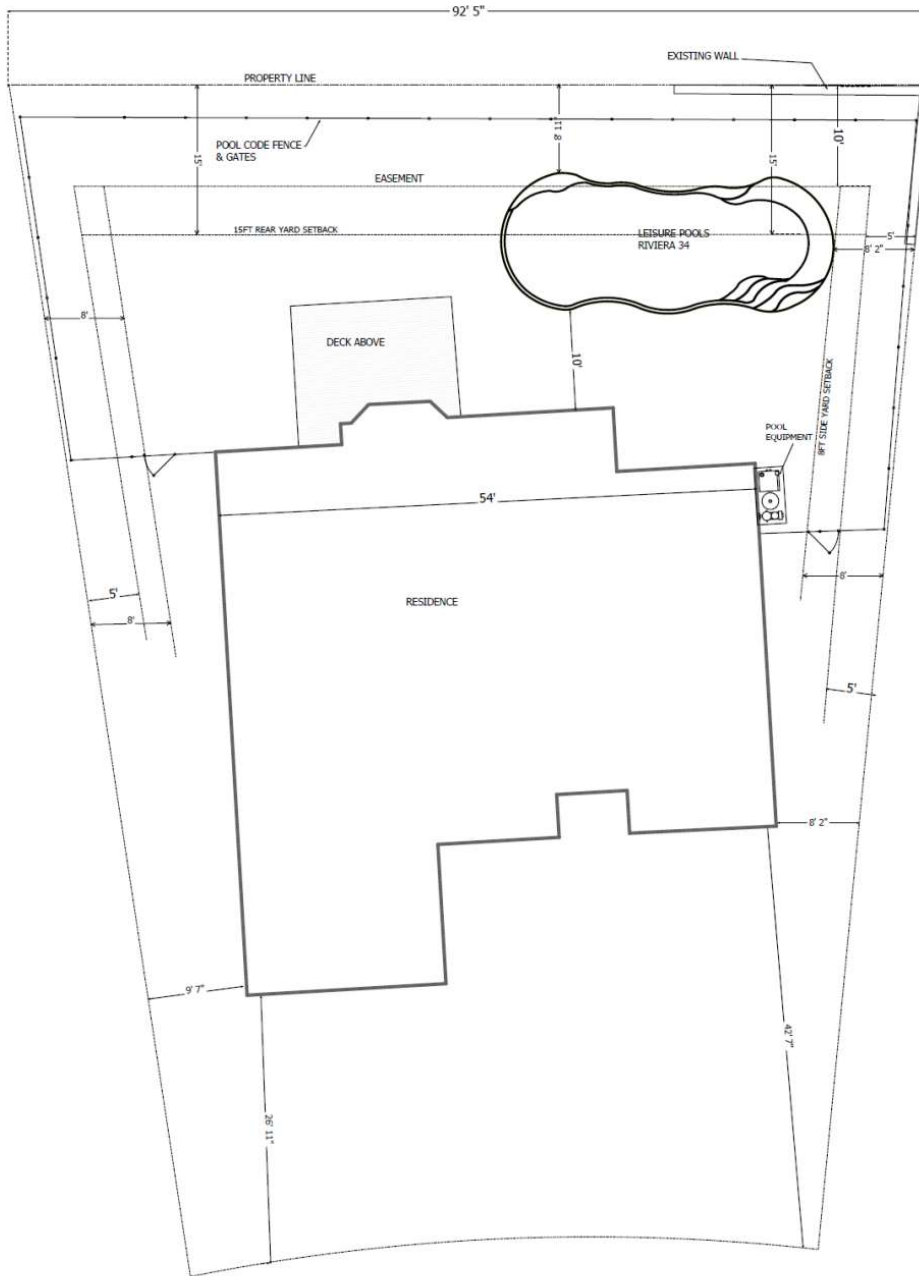 92' 5"
EXISTING WALL
PROPERTY LINE
POOL CODE FENCE
& GATES
15'
11' 8"
15'
10'
EASEMENT
15FT REAR YARD SETBACK
LEISURE POOLS
RIVIERA 34
5'
8' 2"
8'
DECK ABOVE
10'
8FT SIDE YARD SETBACK
POOL
EQUIPMENT
54'
RESIDENCE
5'
8'
8'
5'
8' 2"
9' 7"
26' 11"
42' 7"